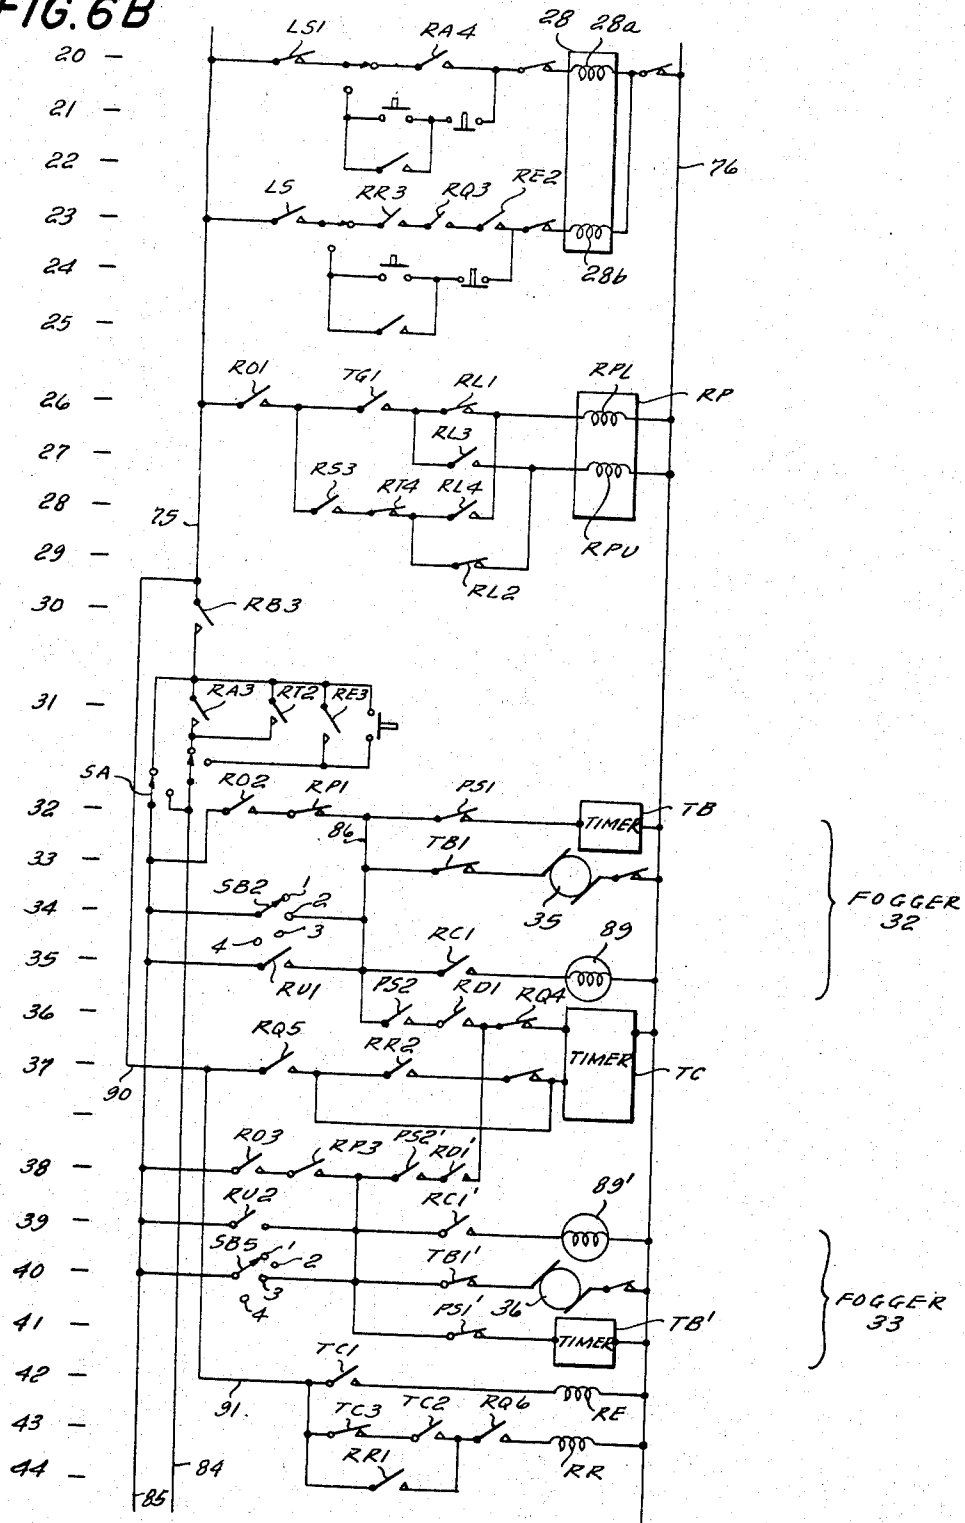 FIG. 6B
20 — LS1 RA4 28 28a
21 —
22 — 76
23 — LS RR3 RQ3 RE2
24 — 28b
25 —
26 — RO1 TG1 RL1 RPL RP
27 — RL3
28 — RS3 RT4 RL4
75
29 — RPU
RL2
30 — RB3
31 — RA3 RT2 RE3
SA
32 — RO2 RP1 PS1 TIMER TB
86
33 — TB1
34 — SB2 1 2 35
3
4
FOGGER
32
35 — RU1 RC1 89
36 — PS2 RD1 RQ4
37 — RQ5 RR2 TIMER TC
90
—
38 — RO3 RP3 PS2' RD1'
39 — RU2 RC1' 89'
40 — SB5 1 2 TB1'
3
4
36
FOGGER
33
41 — PS1' TIMER TB'
42 — TC1
91 RE
43 — TC3 TC2 RQ6
44 — RR1 RR
85 84